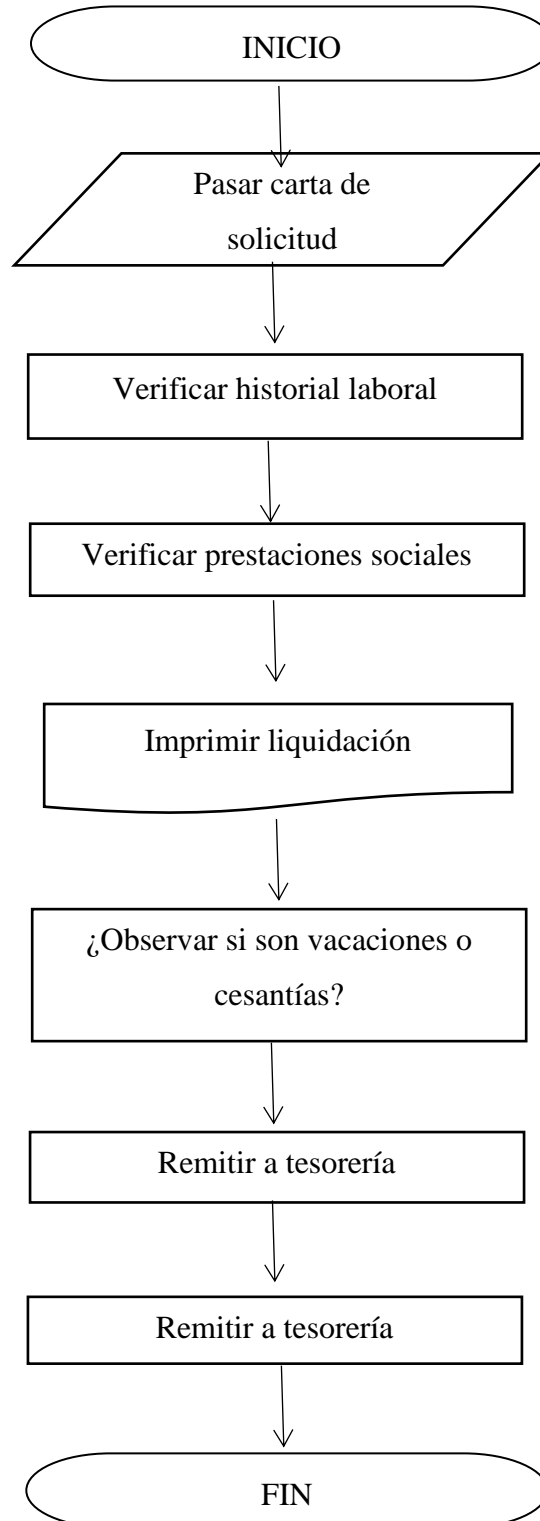 INICIO
Pasar carta de
solicitud
Verificar historial laboral
Verificar prestaciones sociales
Imprimir liquidación
¿Observar si son vacaciones o
cesantías?
Remitir a tesorería
Remitir a tesorería
FIN